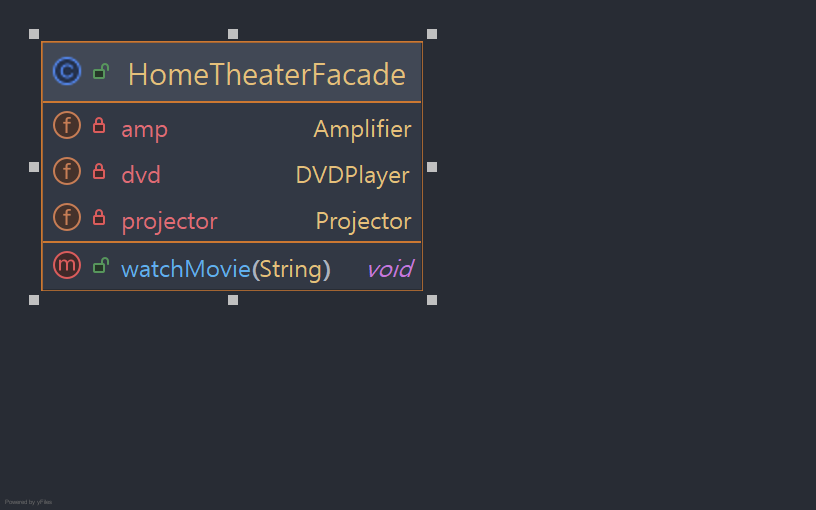 HomeTheaterFacade
amp Amplifier
dvd DVDPlayer
projector Projector
watchMovie(String) void
Powered by yFiles